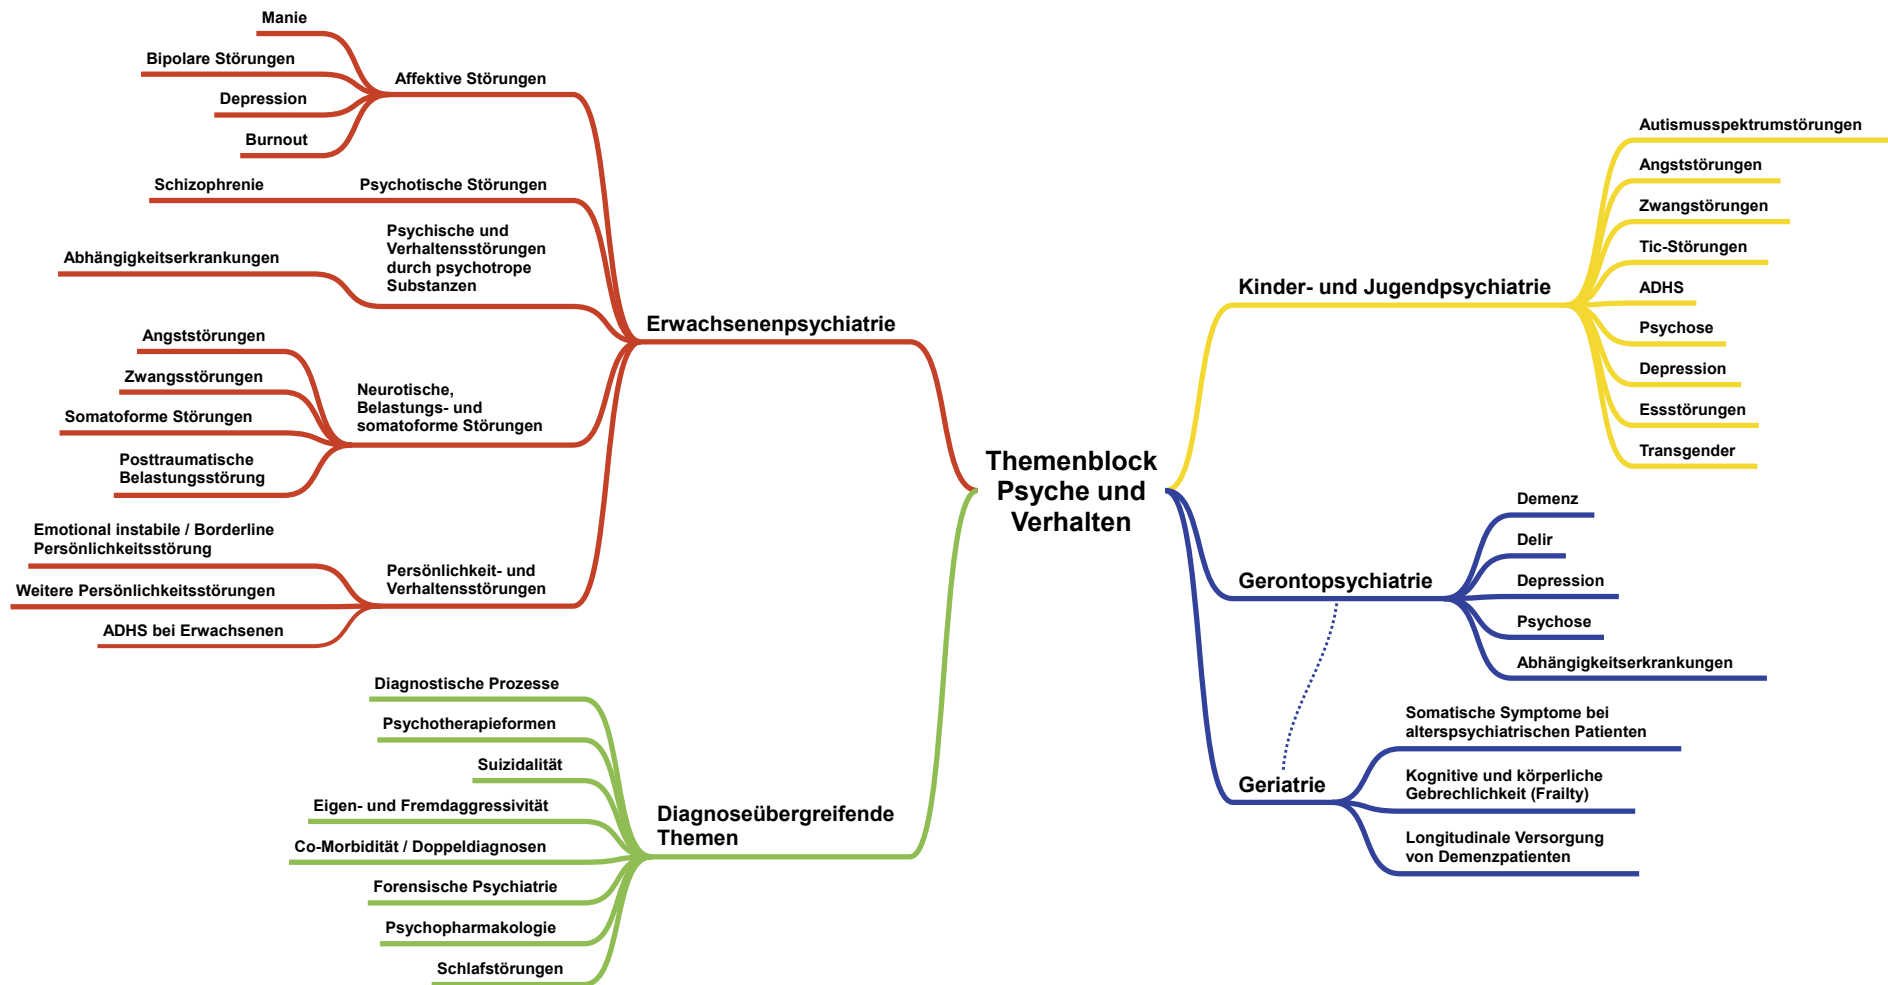 Themenblock
Psyche und
Verhalten
Erwachsenenpsychiatrie
Affektive Störungen
Manie
Bipolare Störungen
Depression
Burnout
Psychotische Störungen
Schizophrenie
Psychische und
Verhaltensstörungen
durch psychotrope
Substanzen
Abhängigkeitserkrankungen
Neurotische,
Belastungs- und
somatoforme Störungen
Angststörungen
Zwangsstörungen
Somatoforme Störungen
Posttraumatische
Belastungsstörung
Persönlichkeit- und
Verhaltensstörungen
Emotional instabile / Borderline
Persönlichkeitsstörung
Weitere Persönlichkeitsstörungen
ADHS bei Erwachsenen
Diagnoseübergreifende
Themen
Diagnostische Prozesse
Psychotherapieformen
Suizidalität
Eigen- und Fremdaggressivität
Co-Morbidität / Doppeldiagnosen
Forensische Psychiatrie
Psychopharmakologie
Schlafstörungen
Kinder- und Jugendpsychiatrie
Autismusspektrumstörungen
Angststörungen
Zwangstörungen
Tic-Störungen
ADHS
Psychose
Depression
Essstörungen
Transgender
Gerontopsychiatrie
Demenz
Delir
Depression
Psychose
Abhängigkeitserkrankungen
Geriatrie
Somatische Symptome bei
alterspsychiatrischen Patienten
Kognitive und körperliche
Gebrechlichkeit (Frailty)
Longitudinale Versorgung
von Demenzpatienten